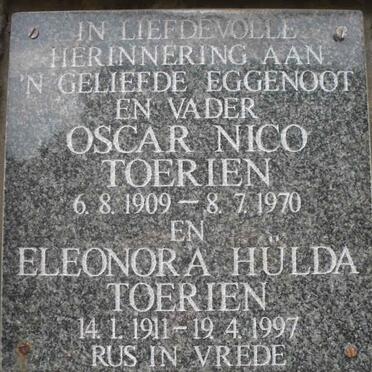 IN LIEFDEVOLLE
HERINNERING AAN
'N GELIEFDE EGGENOOT
EN VADER
OSCAR NICO
TOERIEN
6. 8. 1909 – 8. 7. 1970
EN
ELEONORA HÜLDA
TOERIEN
14. 1. 1911 – 19. 4. 1997
RUS IN VREDE